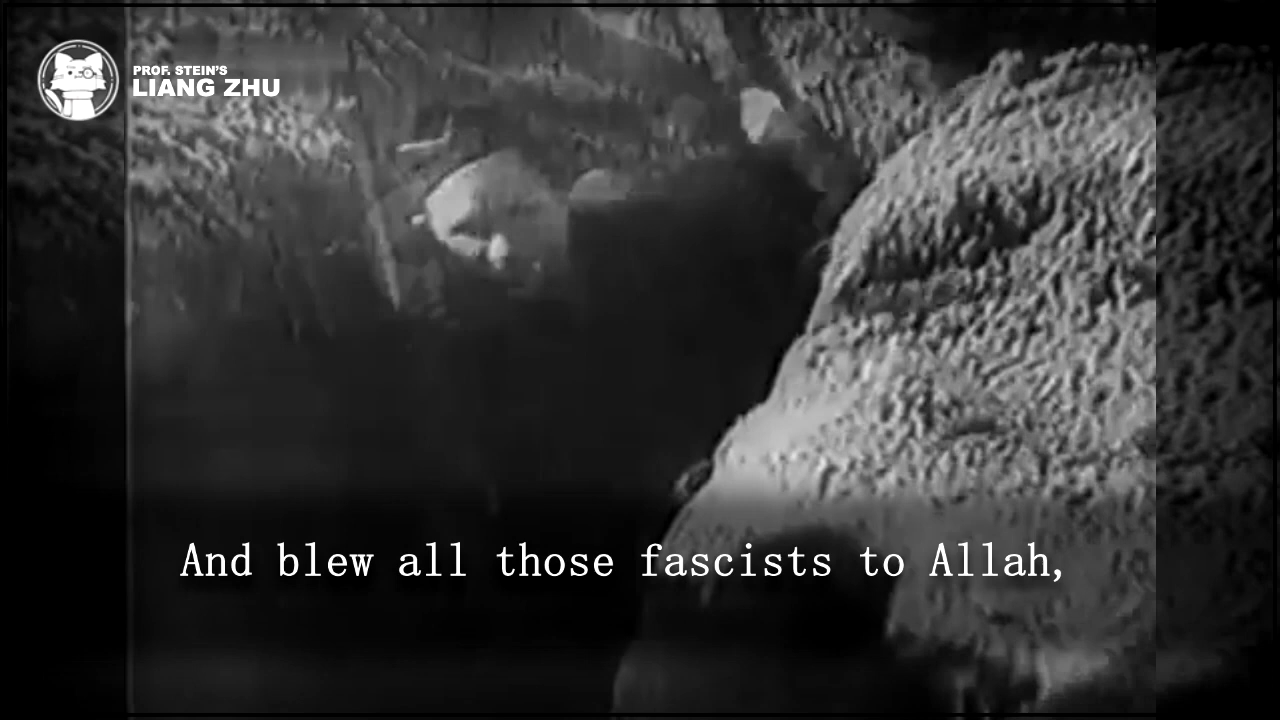 PROF. STEIN'S
LIANG ZHU
And blew all those fascists to Allah,